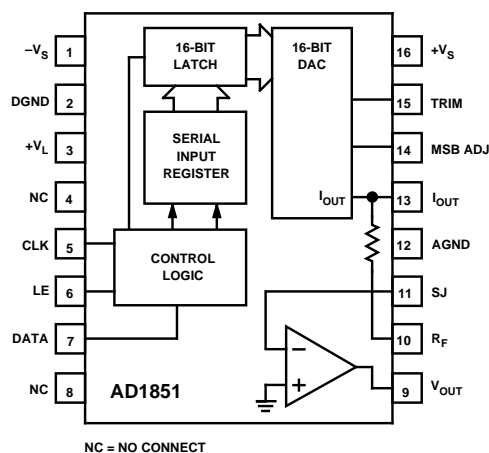 –VS 1
DGND 2
+VL 3
NC 4
CLK 5
LE 6
DATA 7
NC 8
16-BIT
LATCH
SERIAL
INPUT
REGISTER
CONTROL
LOGIC
16-BIT
DAC
IOUT
–
+
AD1851
16 +VS
15 TRIM
14 MSB ADJ
13 IOUT
12 AGND
11 SJ
10 RF
9 VOUT
NC = NO CONNECT